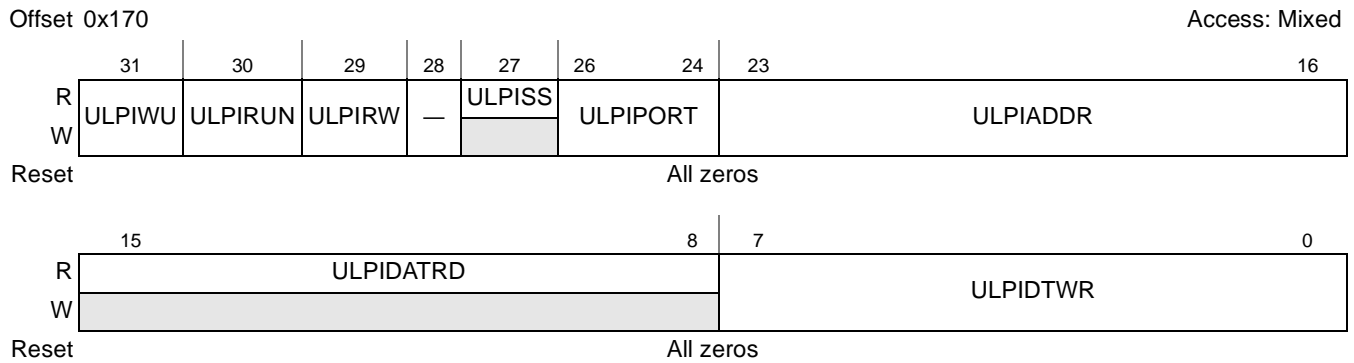 Offset 0x170 Access: Mixed
31 30 29 28 27 26 24 23 16
R ULPIWU ULPIRUN ULPIRW — ULPISS ULPIPORT ULPIADDR
W
Reset All zeros
15 8 7 0
R ULPIDATRD ULPIDTWR
W
Reset All zeros